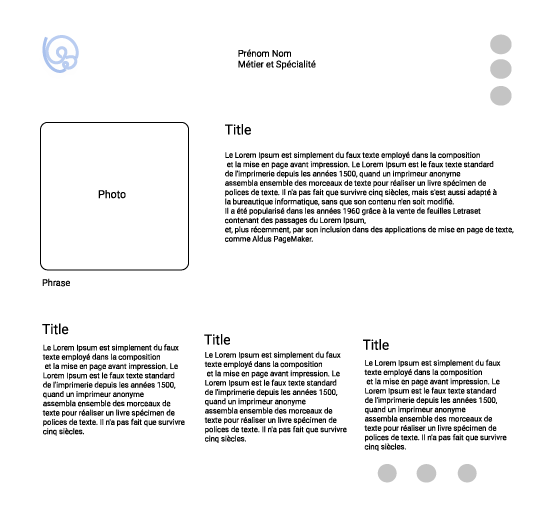 Prénom Nom
Métier et Spécialité
Title
Le Lorem Ipsum est simplement du faux texte employé dans la composition
et la mise en page avant impression. Le Lorem Ipsum est le faux texte standard
de l'imprimerie depuis les années 1500, quand un imprimeur anonyme
assembla ensemble des morceaux de texte pour réaliser un livre spécimen de
polices de texte. Il n'a pas fait que survivre cinq siècles, mais s'est aussi adapté à
la bureautique informatique, sans que son contenu n'en soit modifié.
Il a été popularisé dans les années 1960 grâce à la vente de feuilles Letraset
contenant des passages du Lorem Ipsum,
et, plus récemment, par son inclusion dans des applications de mise en page de texte,
comme Aldus PageMaker.
Photo
Phrase
Title
Le Lorem Ipsum est simplement du faux
texte employé dans la composition
et la mise en page avant impression. Le
Lorem Ipsum est le faux texte standard
de l'imprimerie depuis les années 1500,
quand un imprimeur anonyme
assembla ensemble des morceaux de
texte pour réaliser un livre spécimen de
polices de texte. Il n'a pas fait que survivre
cinq siècles.
Title
Le Lorem Ipsum est simplement du faux
texte employé dans la composition
et la mise en page avant impression. Le
Lorem Ipsum est le faux texte standard
de l'imprimerie depuis les années 1500,
quand un imprimeur anonyme
assembla ensemble des morceaux de
texte pour réaliser un livre spécimen de
polices de texte. Il n'a pas fait que survivre
cinq siècles.
Title
Le Lorem Ipsum est simplement du faux
texte employé dans la composition
et la mise en page avant impression. Le
Lorem Ipsum est le faux texte standard
de l'imprimerie depuis les années 1500,
quand un imprimeur anonyme
assembla ensemble des morceaux de
texte pour réaliser un livre spécimen de
polices de texte. Il n'a pas fait que survivre
cinq siècles.